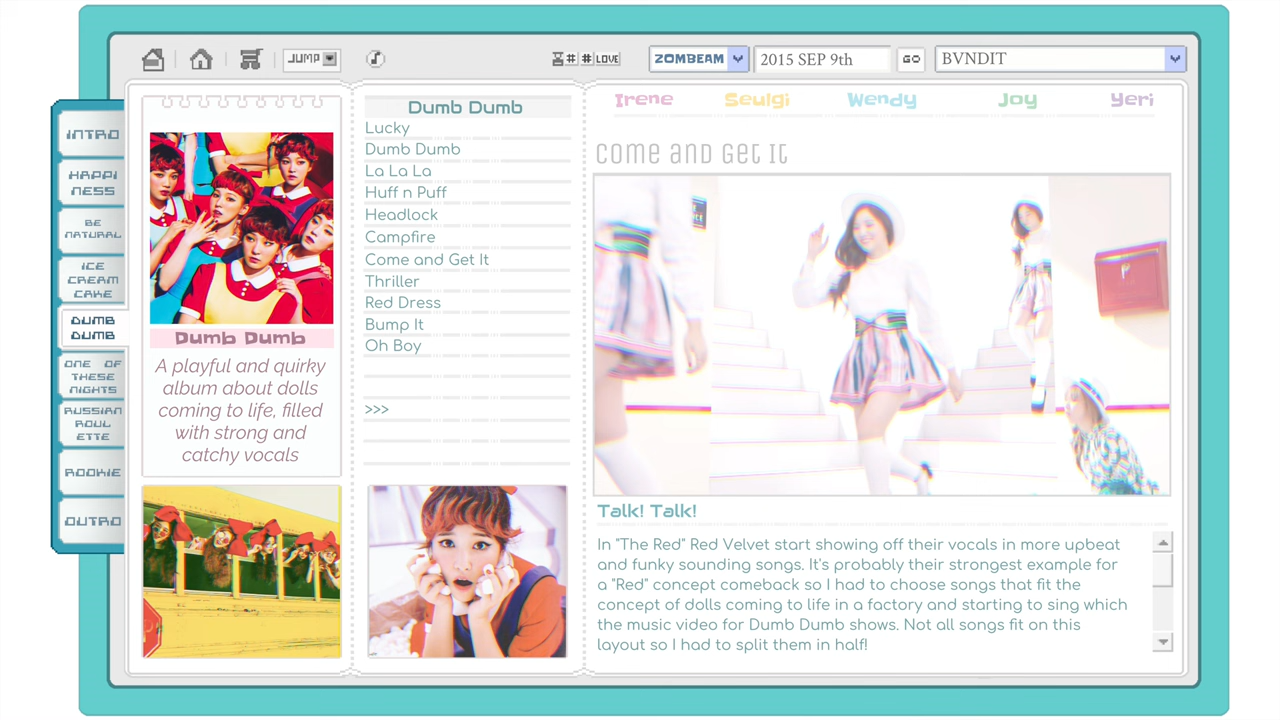 JUMP
# # LOVE
ZOMBEAM
2015 SEP 9th
GO
BVNDIT
INTRO
HAPPI
NESS
BE
NATURAL
ICE
CREAM
CAKE
DUMB
DUMB
ONE OF
THESE
NIGHTS
RUSSIAN
ROUL
ETTE
ROOKIE
OUTRO
Dumb Dumb
A playful and quirky
album about dolls
coming to life, filled
with strong and
catchy vocals
Dumb Dumb
Lucky
Dumb Dumb
La La La
Huff n Puff
Headlock
Campfire
Come and Get It
Thriller
Red Dress
Bump It
Oh Boy
>>>
Irene Seulgi Wendy Joy Yeri
Come and Get It
Talk! Talk!
In "The Red" Red Velvet start showing off their vocals in more upbeat
and funky sounding songs. It's probably their strongest example for
a "Red" concept comeback so I had to choose songs that fit the
concept of dolls coming to life in a factory and starting to sing which
the music video for Dumb Dumb shows. Not all songs fit on this
layout so I had to split them in half!